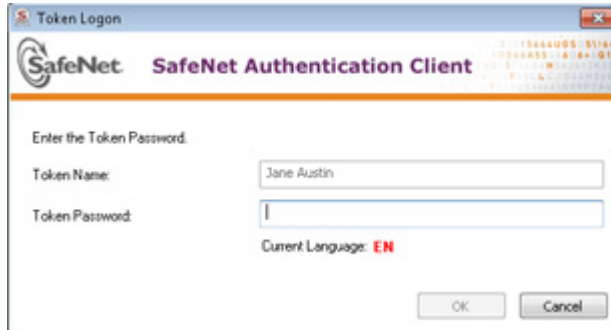 Token Logon
SafeNet. SafeNet Authentication Client
Enter the Token Password.
Token Name: Jane Austin
Token Password:
Current Language: EN
OK Cancel